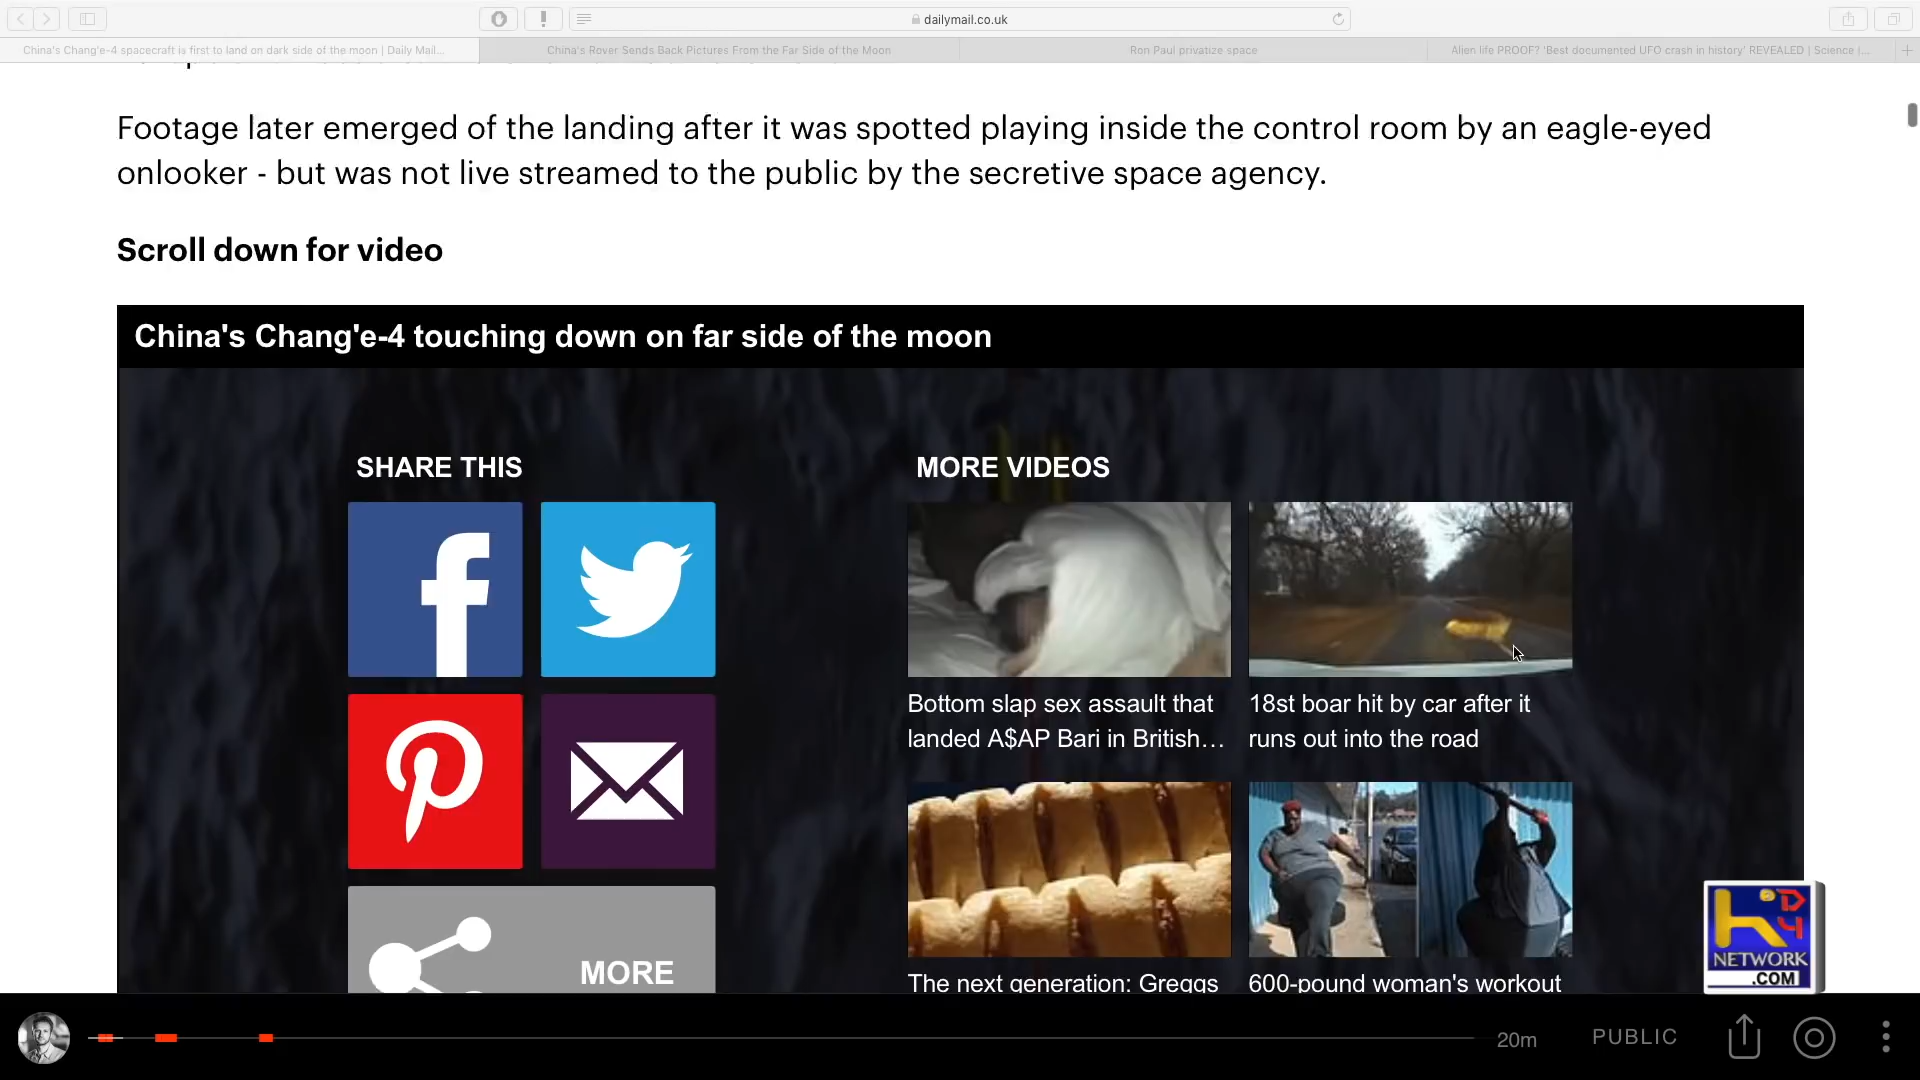 dailymail.co.uk
China's Chang'e-4 spacecraft is first to land on dark side of the moon | Daily Mail...
China's Rover Sends Back Pictures From the Far Side of the Moon
Ron Paul privatize space
Alien life PROOF? 'Best documented UFO crash in history' REVEALED | Science (...
Footage later emerged of the landing after it was spotted playing inside the control room by an eagle-eyed
onlooker - but was not live streamed to the public by the secretive space agency.
Scroll down for video
China's Chang'e-4 touching down on far side of the moon
SHARE THIS
MORE VIDEOS
Bottom slap sex assault that
landed A$AP Bari in British...
18st boar hit by car after it
runs out into the road
MORE
The next generation: Greggs
600-pound woman's workout
D
4
NETWORK
.COM
20m
PUBLIC